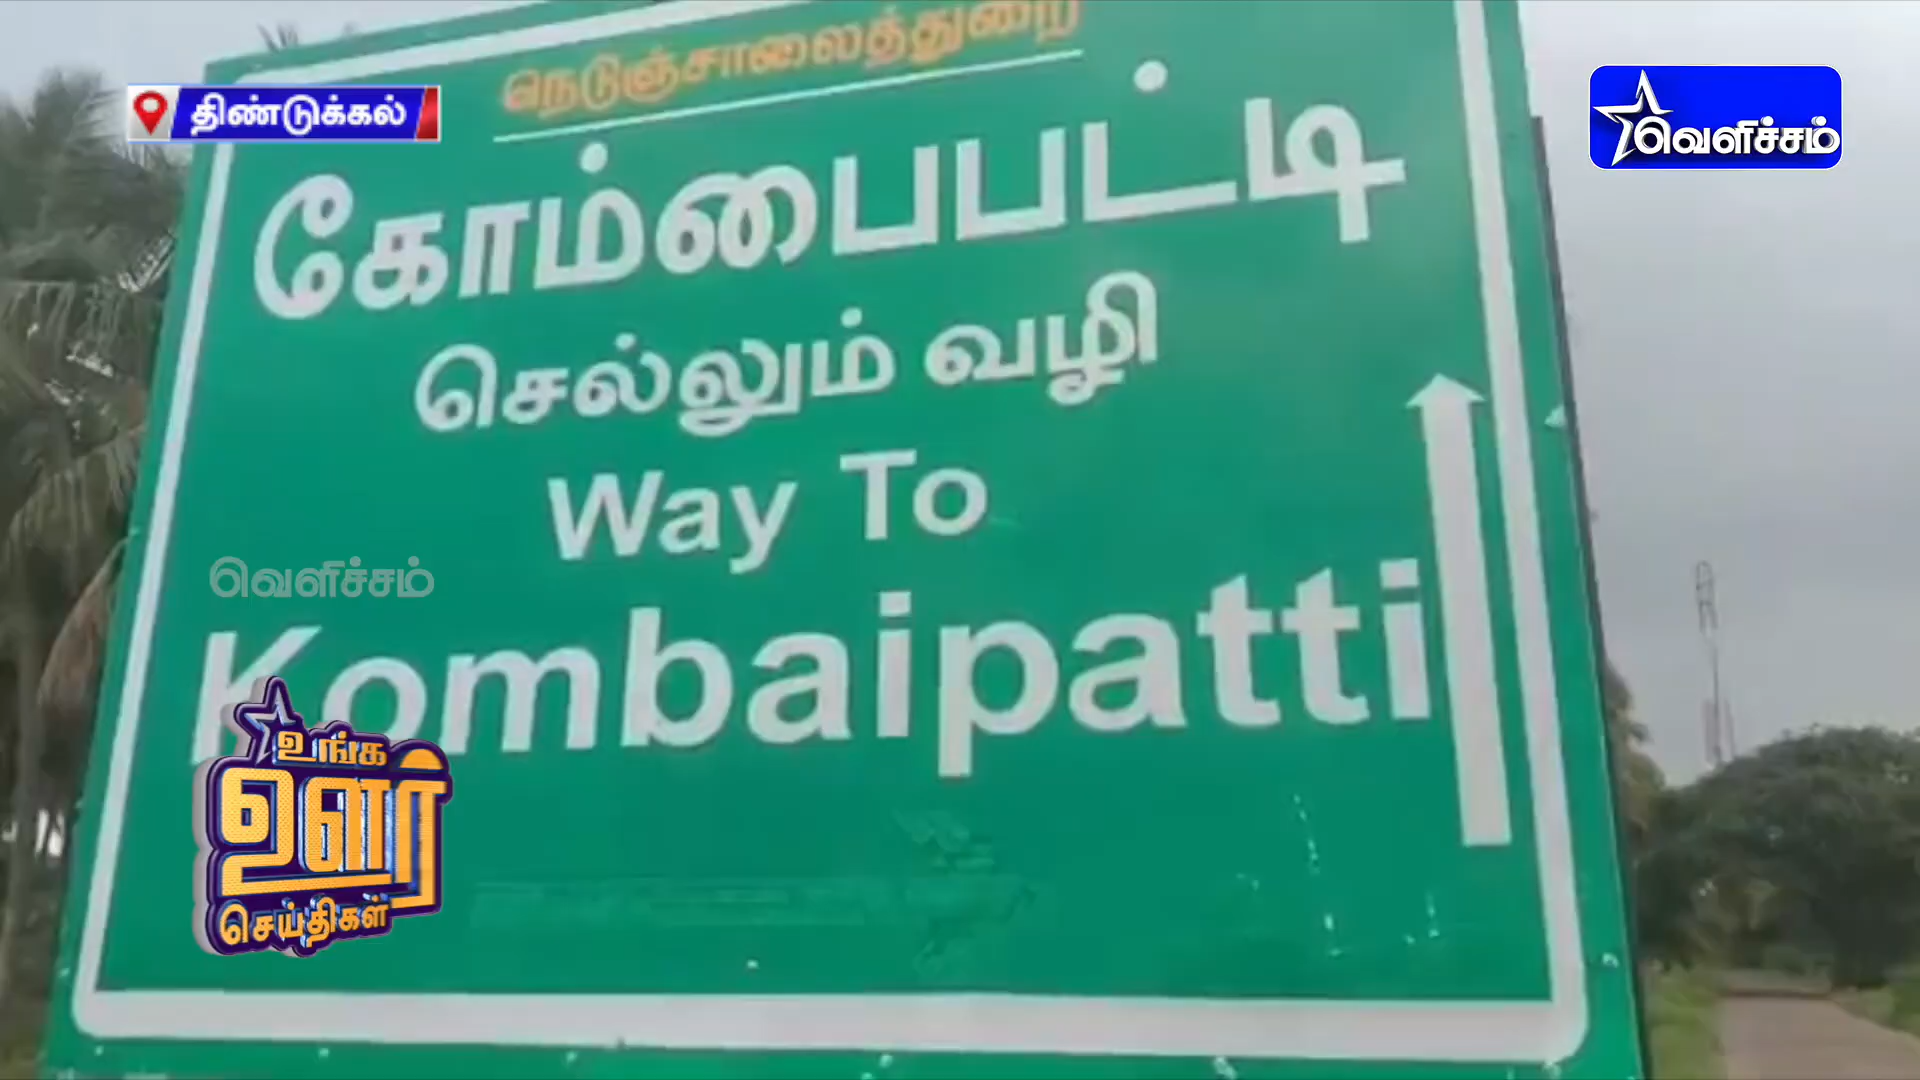 நெடுஞ்சாலைத்துறை
திண்டுக்கல்
வெளிச்சம்
கோம்பைபட்டி
செல்லும் வழி
Way To
வெளிச்சம்
Kombaipatti
உங்க
ஊர்
செய்திகள்